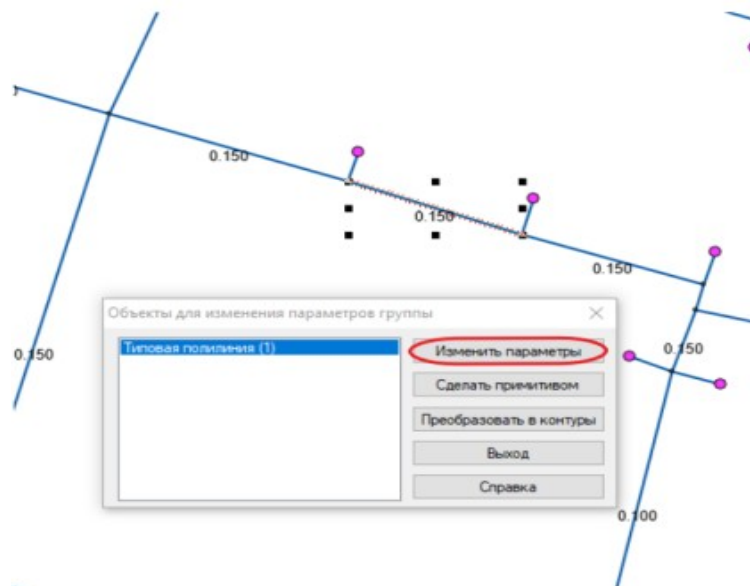 0.150
0.150
0.150
Объекты для изменения параметров группы
Типовая полилиния (1)
Изменить параметры
Сделать примитивом
Преобразовать в контуры
Выход
Справка
0.150
0.150
0.100